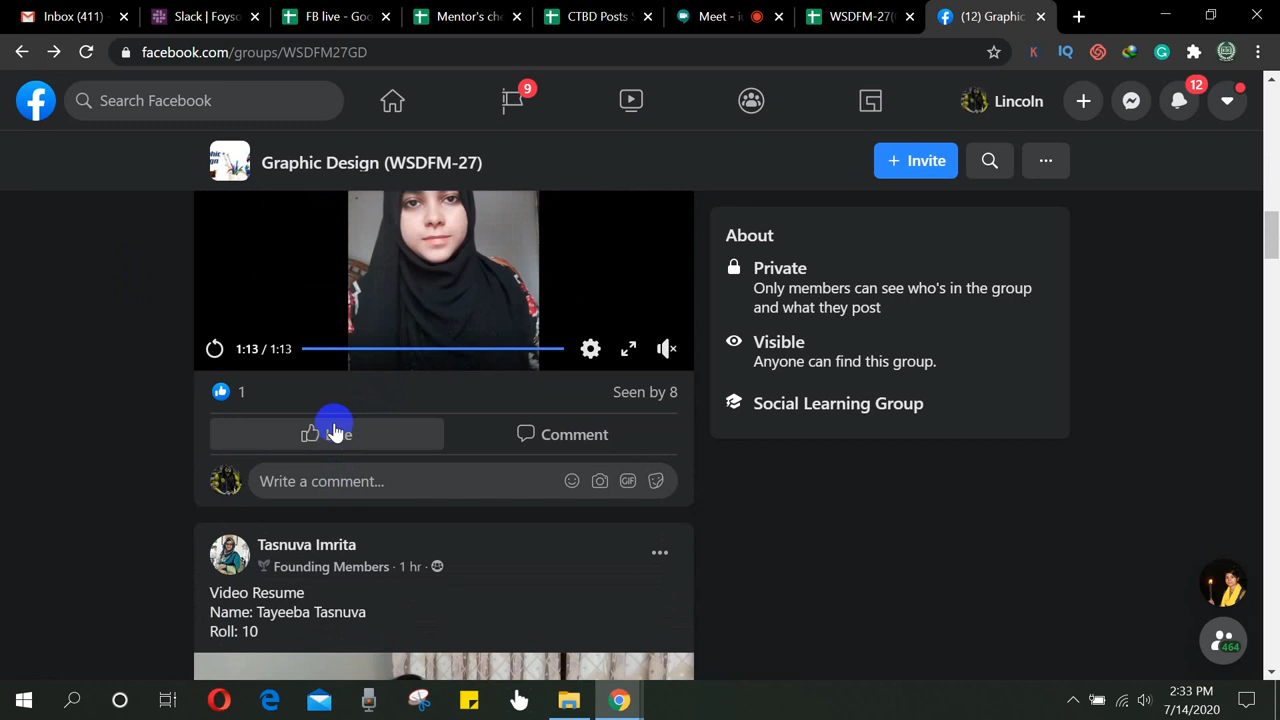 Inbox (411) -
Slack | Foyso
FB live - Goo
Mentor's che
CTBD Posts S
Meet - i
WSDFM-27(
(12) Graphic
facebook.com/groups/WSDFM27GD
Search Facebook
9
Lincoln
12
Graphic Design (WSDFM-27)
Invite
1:13 / 1:13
1
Seen by 8
Comment
Write a comment...
GIF
Tasnuva Imrita
Founding Members · 1 hr ·
Video Resume
Name: Tayeeba Tasnuva
Roll: 10
About
Private
Only members can see who's in the group
and what they post
Visible
Anyone can find this group.
Social Learning Group
464
2:33 PM
7/14/2020